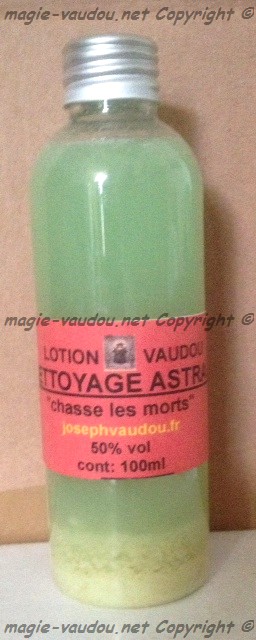 magie-vaudou.net Copyright ©
LOTION VAUDOU
ETTOYAGE ASTRA
"chasse les morts"
magie-vaudou.net Copyright ©
josephvaudou.fr
50% vol
cont: 100ml
magie-vaudou.net Copyright ©